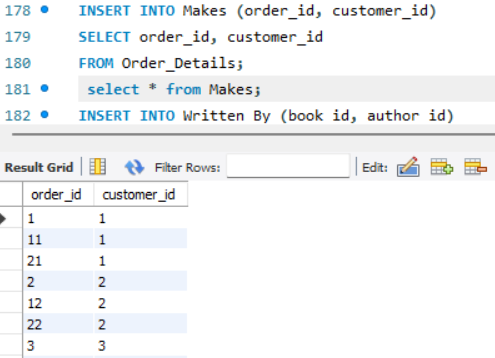 178 INSERT INTO Makes (order_id, customer_id)
179 SELECT order_id, customer_id
180 FROM Order_Details;
181 select * from Makes;
182 INSERT INTO Written By (book id, author id)
Result Grid Filter Rows: Edit:
order_id customer_id
1 1
11 1
21 1
2 2
12 2
22 2
3 3